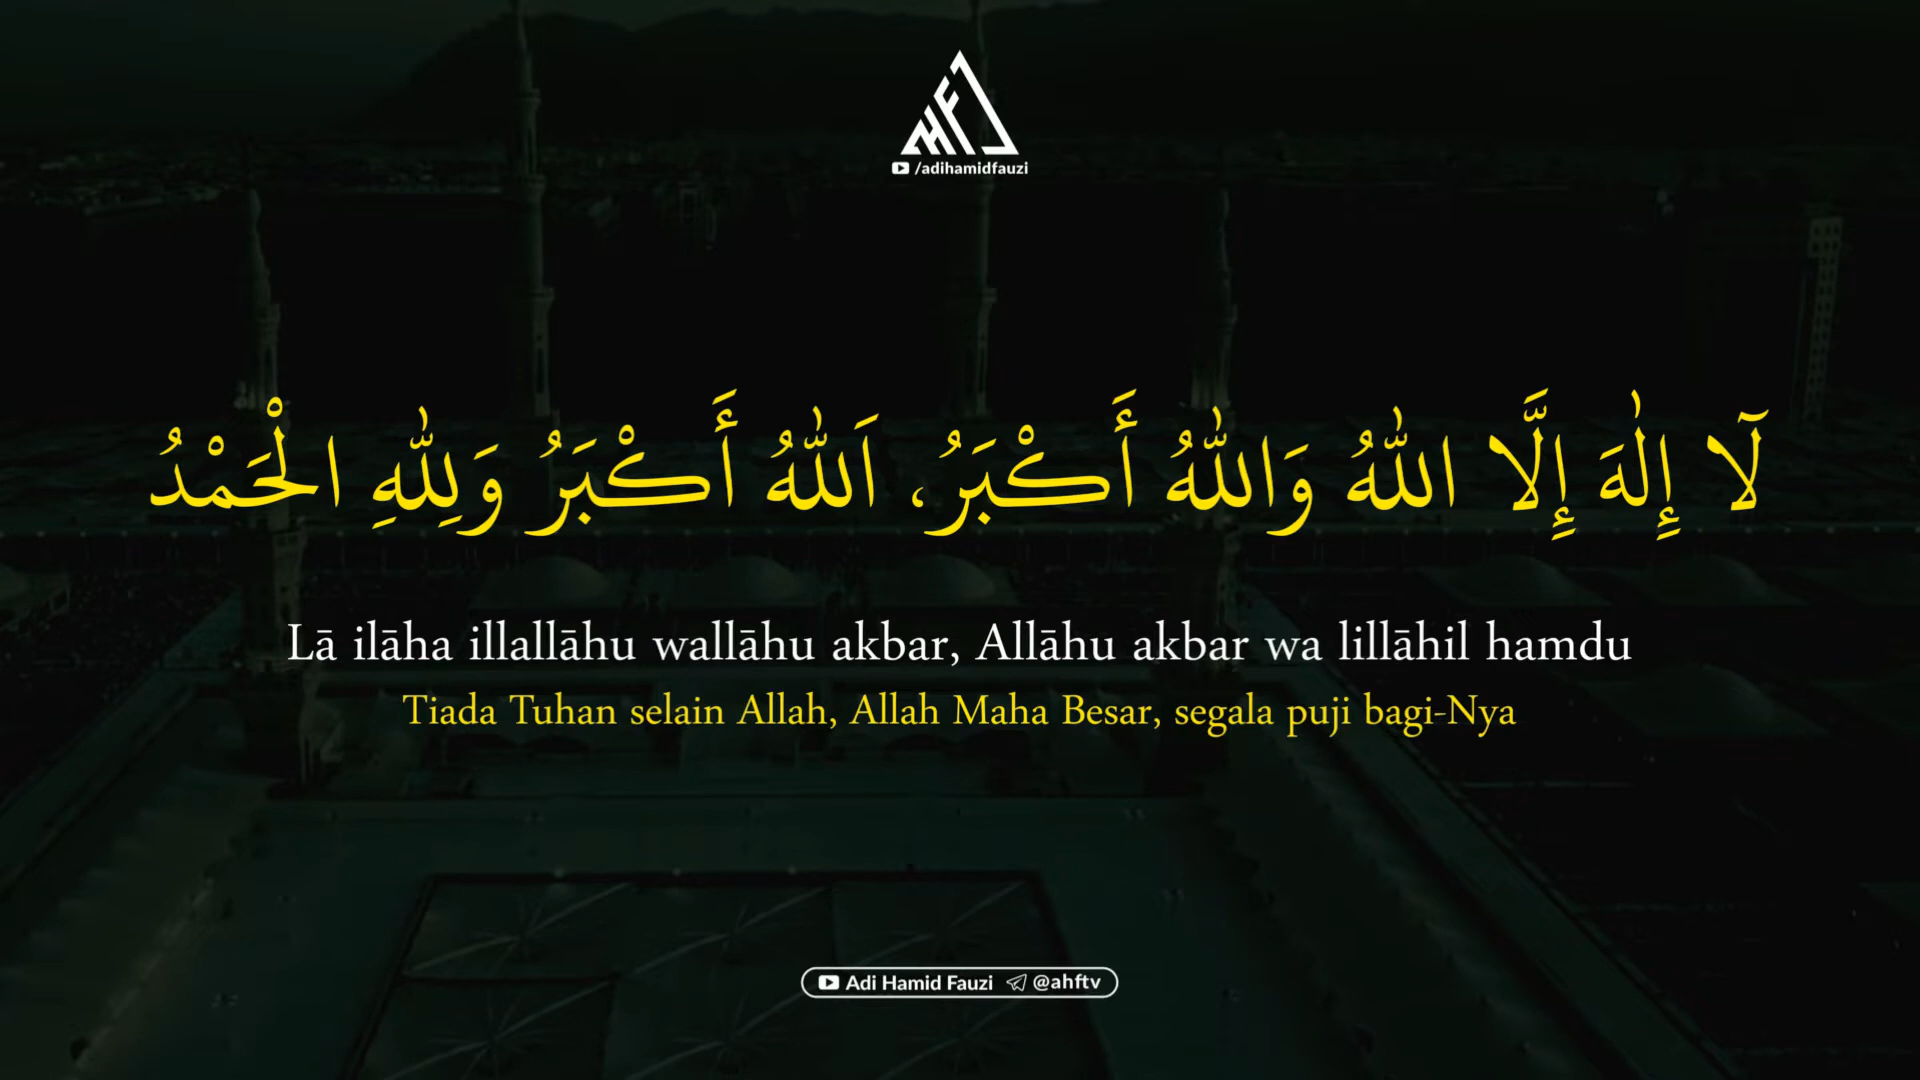 /adihamidfauzi
لَآ إِلٰهَ إِلَّا اللّٰهُ وَاللّٰهُ أَكْبَرُ، اَللّٰهُ أَكْبَرُ وَلِلّٰهِ الْحَمْدُ
Lā ilāha illallāhu wallāhu akbar, Allāhu akbar wa lillāhil hamdu
Tiada Tuhan selain Allah, Allah Maha Besar, segala puji bagi-Nya
Adi Hamid Fauzi @ahftv